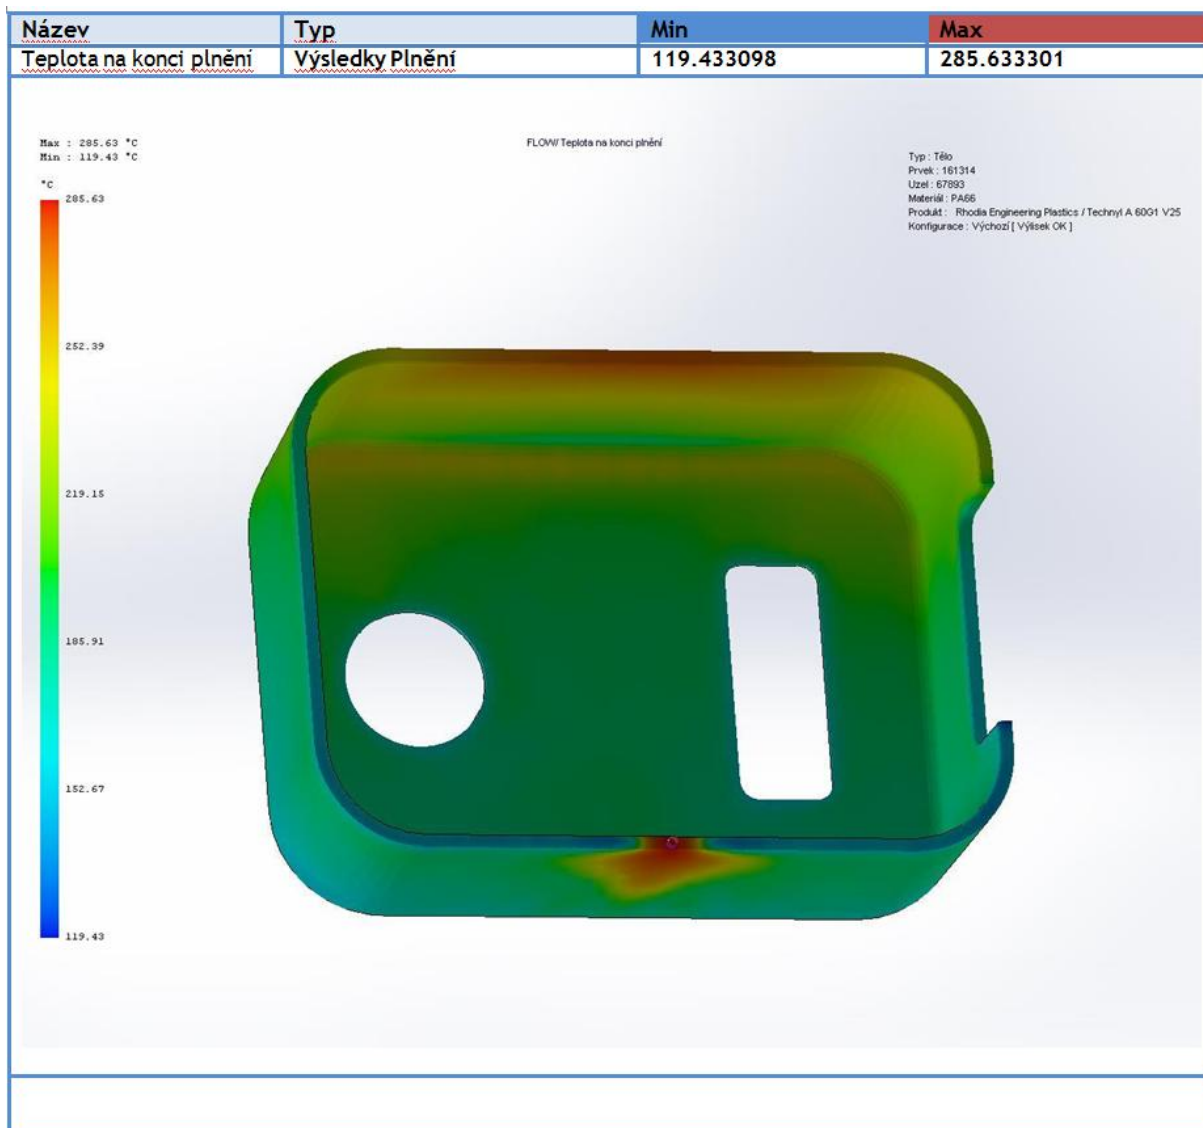 Název Typ Min Max
Teplota na konci plnění Výsledky Plnění 119.433098 285.633301
Max : 285.63 °C
Min : 119.43 °C
FLOW/Teplota na konci plnění
Typ : Tělo
Prvek : 161314
Uzel : 67893
Materiál : PA66
Produkt : Rhodia Engineering Plastics / Technyl A 60G1 V25
Konfigurace : Výchozí [ Výlisek OK ]
°C
285.63
252.39
219.15
185.91
152.67
119.43